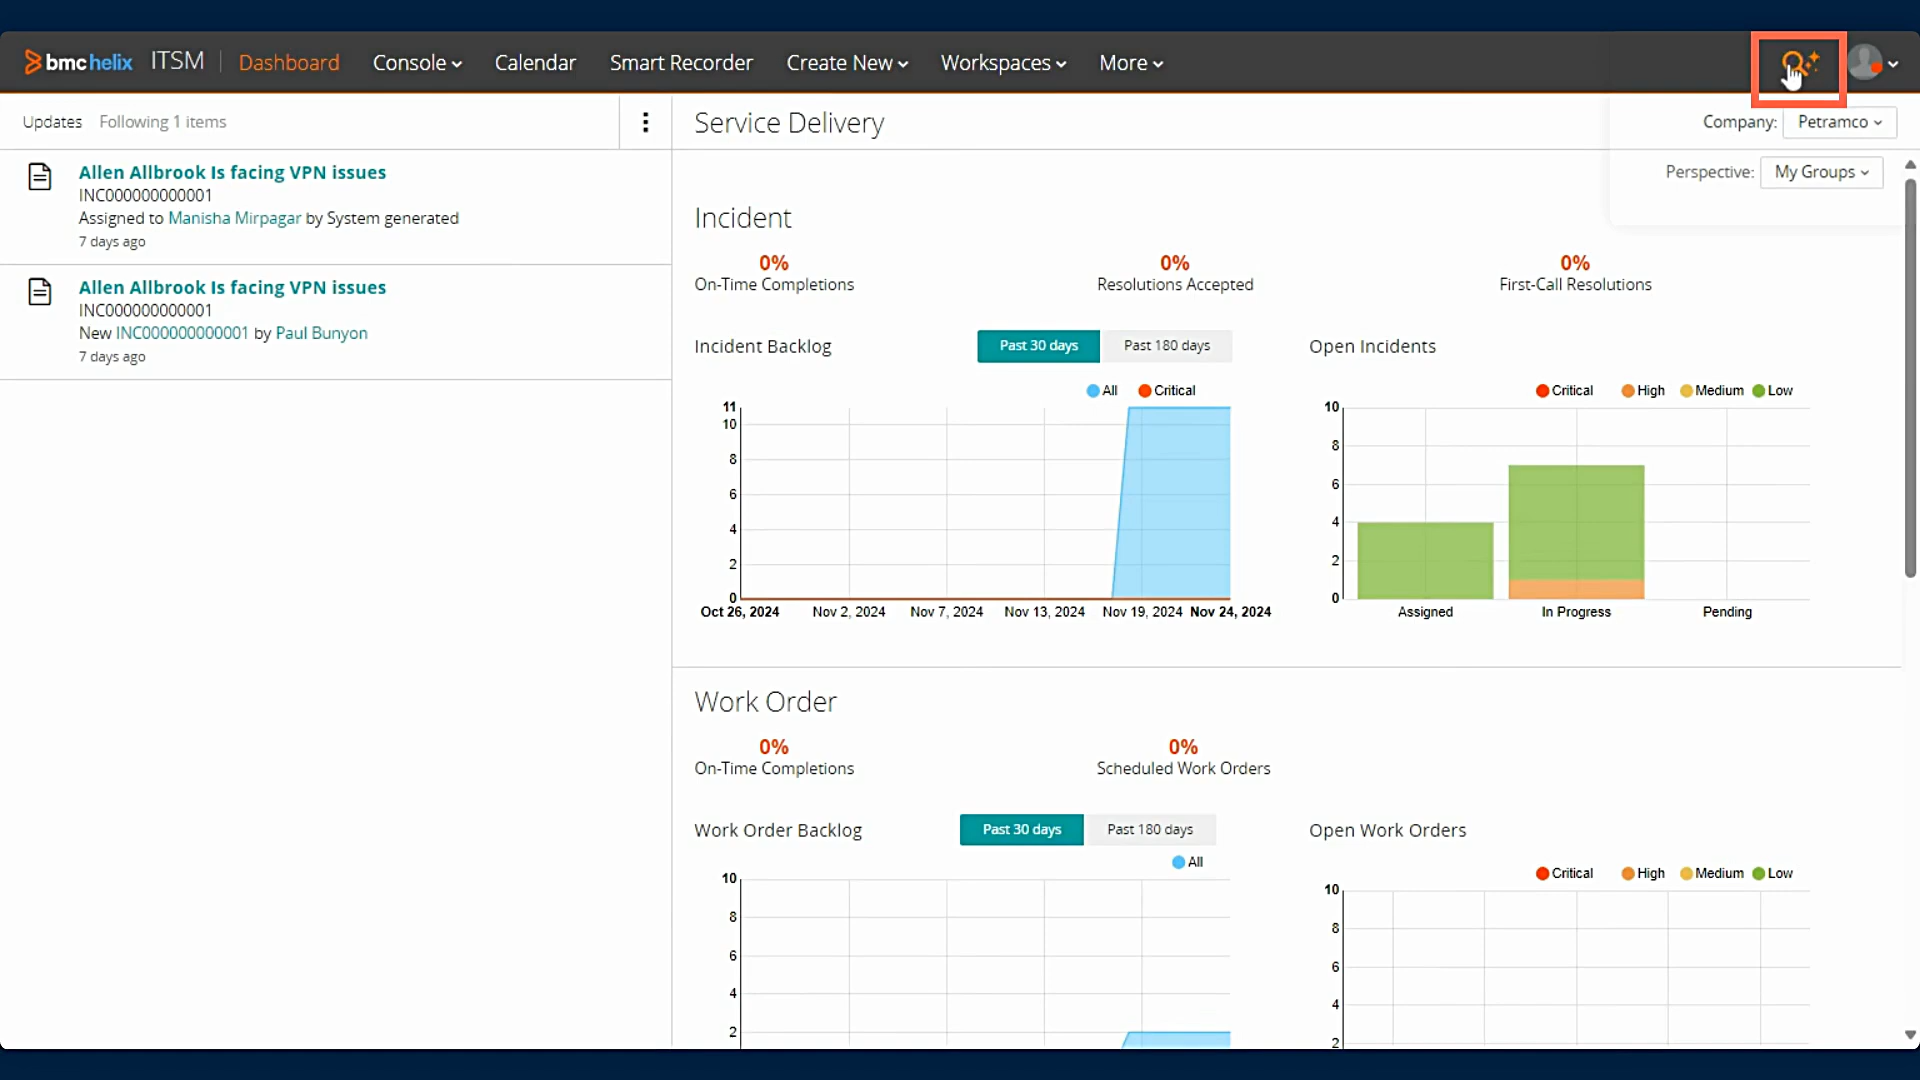 bmchelix ITSM Dashboard Console Calendar Smart Recorder Create New Workspaces More
Updates Following 1 items
Allen Allbrook Is facing VPN issues
INC000000000001
Assigned to Manisha Mirpagar by System generated
7 days ago
Allen Allbrook Is facing VPN issues
INC000000000001
New INC000000000001 by Paul Bunyon
7 days ago
Service Delivery
Company: Petramco
Perspective: My Groups
Incident
0% 0% 0%
On-Time Completions Resolutions Accepted First-Call Resolutions
Incident Backlog Past 30 days Past 180 days
All Critical
11
10
8
6
4
2
0
Oct 26, 2024 Nov 2, 2024 Nov 7, 2024 Nov 13, 2024 Nov 19, 2024 Nov 24, 2024
Open Incidents
Critical High Medium Low
10
8
6
4
2
0
Assigned In Progress Pending
Work Order
0% 0%
On-Time Completions Scheduled Work Orders
Work Order Backlog Past 30 days Past 180 days
All
10
8
6
4
2
Open Work Orders
Critical High Medium Low
10
8
6
4
2